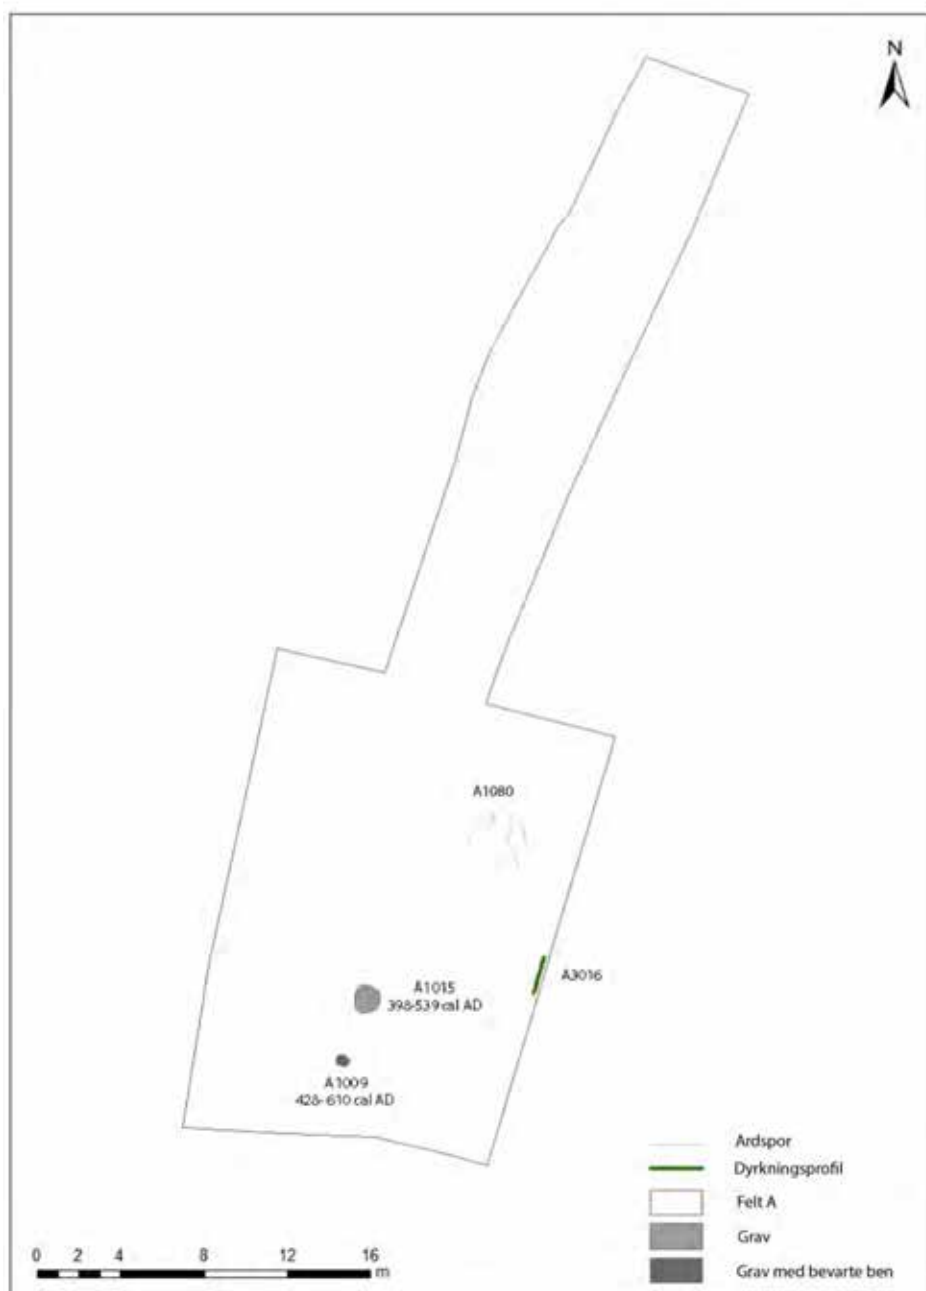 N
A1080
A3016
A1015
398-539 cal AD
A1009
428-610 cal AD
Ardspor
Dyrkningsprofil
Felt A
Grav
Grav med bevarte ben
0 2 4 8 12 16
m